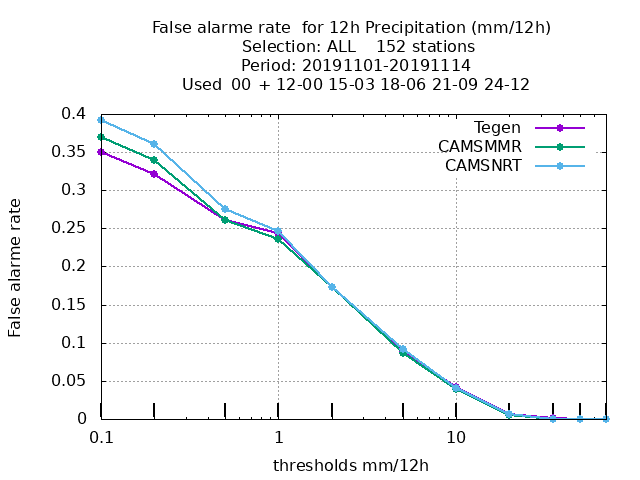 False alarme rate  for 12h Precipitation (mm/12h)
Selection: ALL    152 stations
Period: 20191101-20191114
Used  00  + 12-00 15-03 18-06 21-09 24-12
Tegen
CAMSMMR
CAMSNRT
0.4
0.35
0.3
0.25
0.2
0.15
0.1
0.05
0
False alarme rate
0.1 1 10
thresholds mm/12h